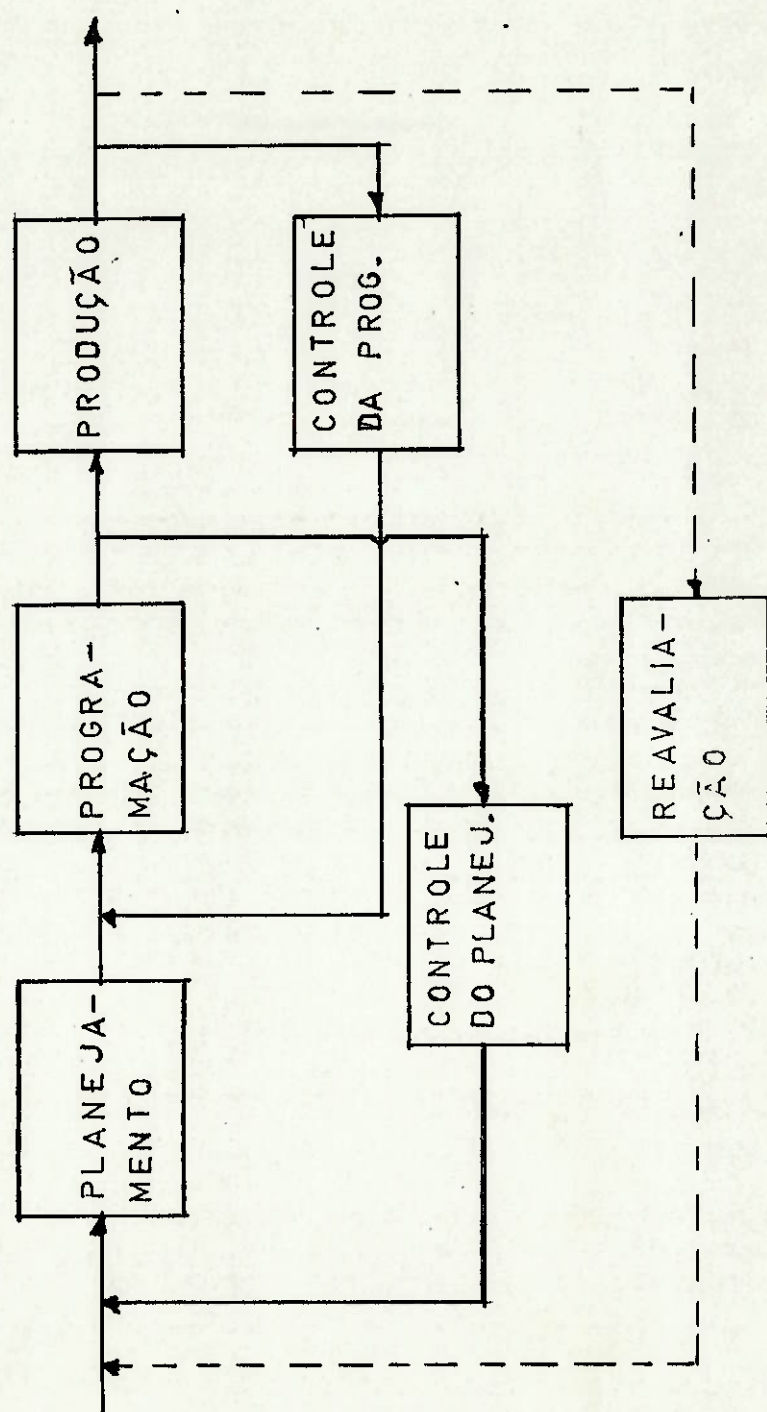 PLANEJA-
MENTO
PROGRA-
MAÇÃO
PRODUÇÃO
CONTROLE
DO PLANEJ.
CONTROLE
DA PROG.
REAVALIA-
ÇÃO